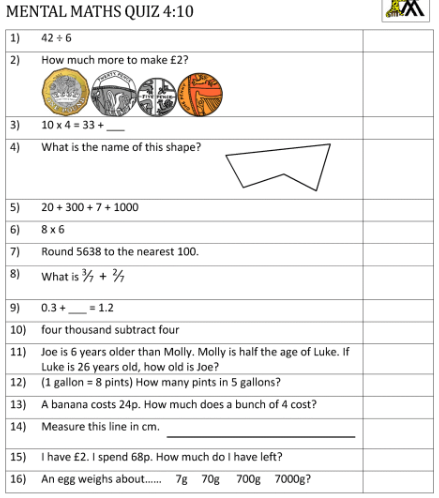 MENTAL MATHS QUIZ 4:10
1) 42 ÷ 6
2) How much more to make £2?
TWENTY PENCE
FIVE PENCE
3) 10 x 4 = 33 + ___
4) What is the name of this shape?
5) 20 + 300 + 7 + 1000
6) 8 x 6
7) Round 5638 to the nearest 100.
8) What is 3/7 + 2/7
9) 0.3 + ___ = 1.2
10) four thousand subtract four
11) Joe is 6 years older than Molly. Molly is half the age of Luke. If
Luke is 26 years old, how old is Joe?
12) (1 gallon = 8 pints) How many pints in 5 gallons?
13) A banana costs 24p. How much does a bunch of 4 cost?
14) Measure this line in cm.
15) I have £2. I spend 68p. How much do I have left?
16) An egg weighs about...... 7g 70g 700g 7000g?